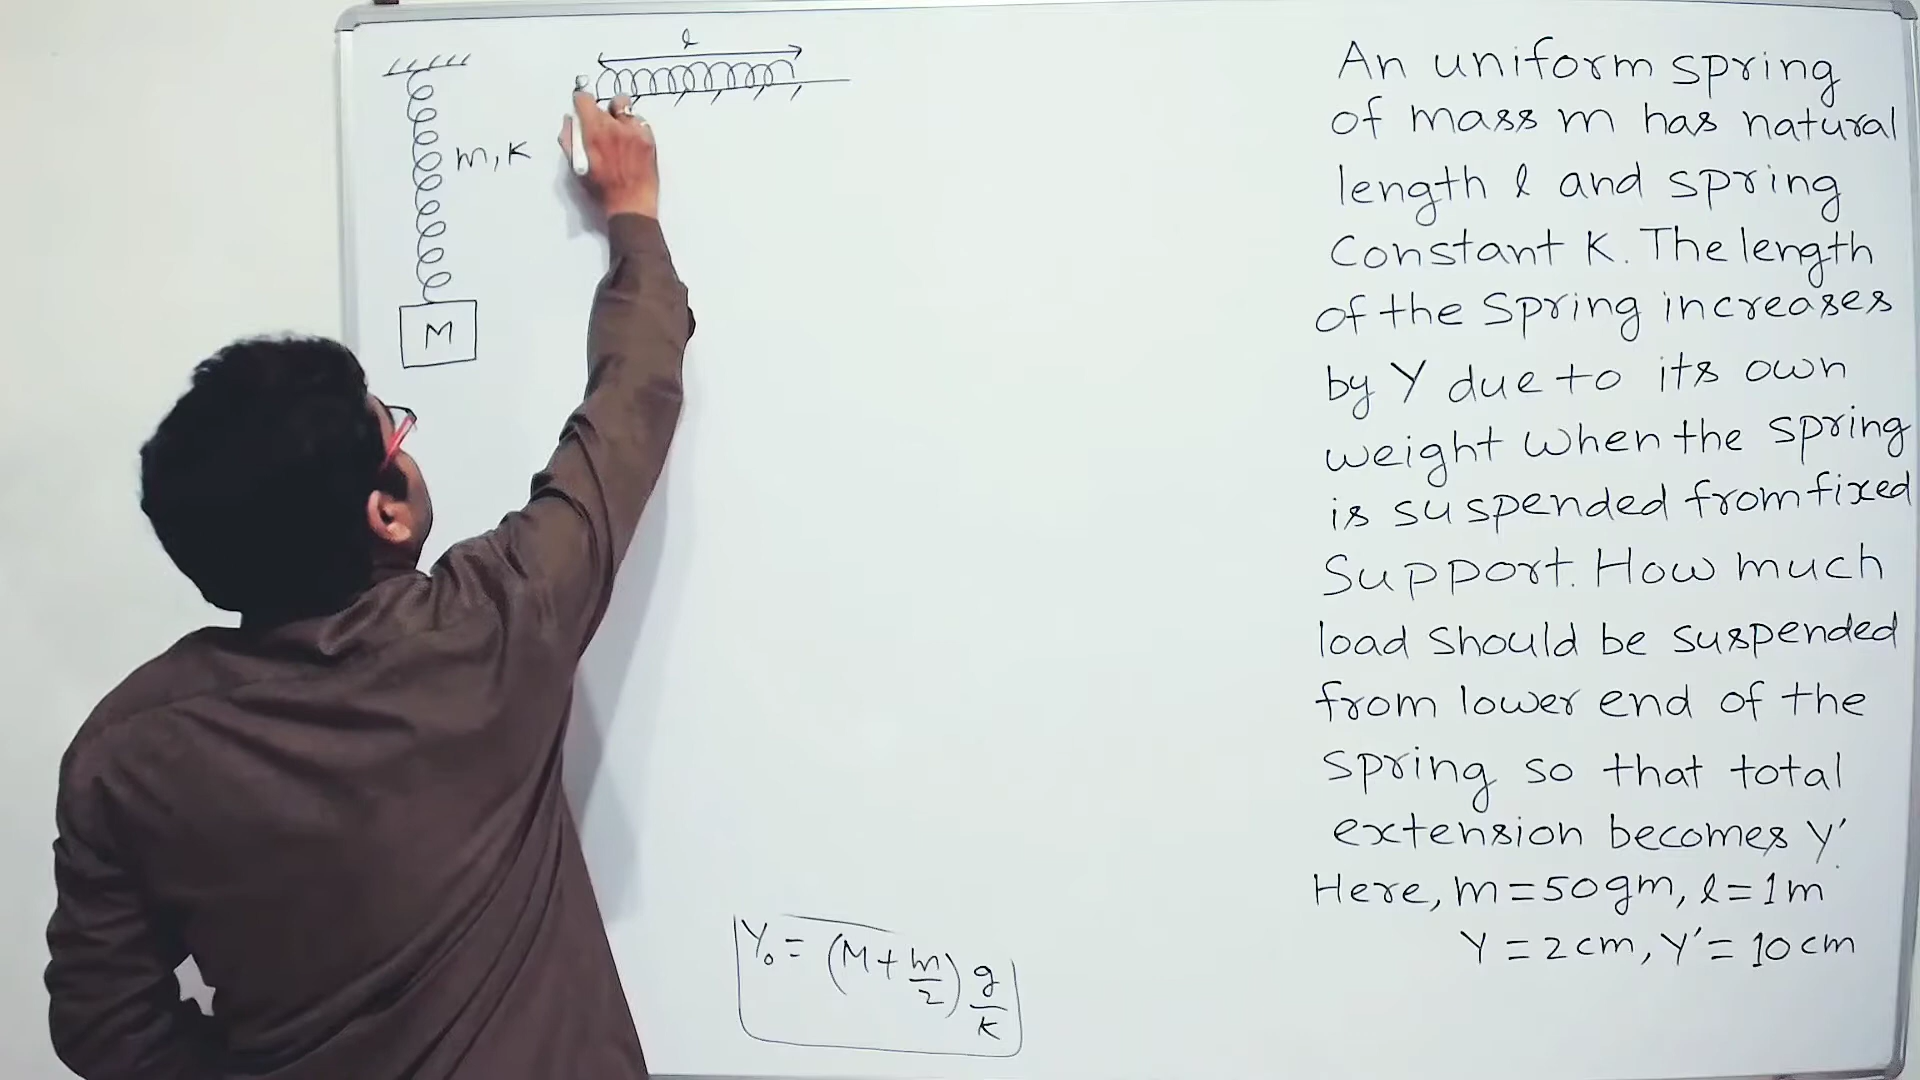 l
m, K
M
An uniform spring
of mass m has natural
length l and spring
Constant K. The length
of the Spring increases
by Y due to its own
weight when the spring
is suspended from fixed
Support. How much
load should be suspended
from lower end of the
spring so that total
extension becomes Y'.
Here, m=50gm, l=1m
Y = 2cm, Y' = 10cm
Y₀ = (M + m/2) g/K